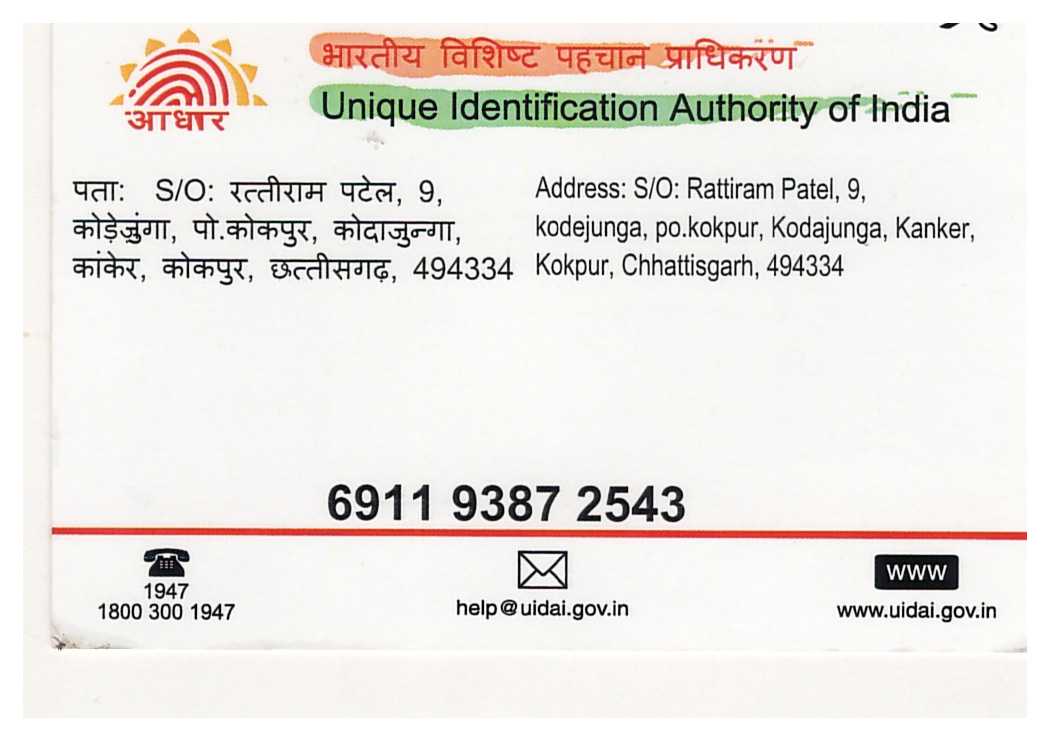 भारतीय विशिष्ट पहचान प्राधिकरण
Unique Identification Authority of India
आधार
पता: S/O: रत्तीराम पटेल, 9,
कोड़ेजुंगा, पो.कोकपुर, कोदाजुन्गा,
कांकेर, कोकपुर, छत्तीसगढ़, 494334
Address: S/O: Rattiram Patel, 9,
kodejunga, po.kokpur, Kodajunga, Kanker,
Kokpur, Chhattisgarh, 494334
6911 9387 2543
1947
1800 300 1947
help@uidai.gov.in
WWW
www.uidai.gov.in